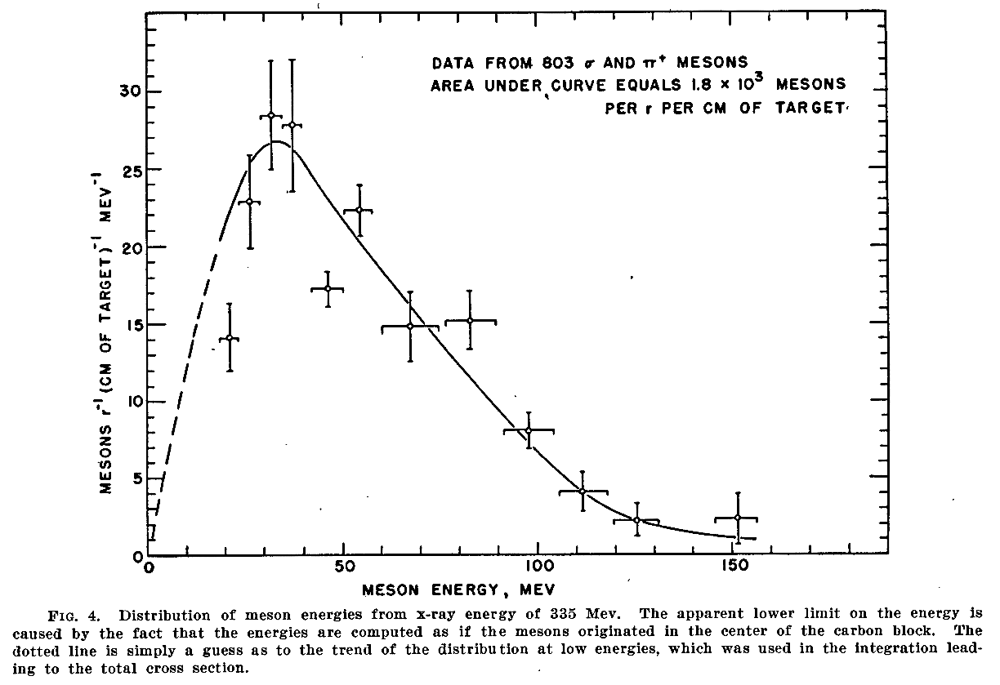 DATA FROM 803 σ AND π⁺ MESONS
AREA UNDER CURVE EQUALS 1.8 × 10³ MESONS
PER r PER CM OF TARGET.
30
25
20
15
10
5
0
MESONS r⁻¹ (CM OF TARGET)⁻¹ MEV⁻¹
0 50 100 150
MESON ENERGY, MEV
FIG. 4. Distribution of meson energies from x-ray energy of 335 Mev. The apparent lower limit on the energy is
caused by the fact that the energies are computed as if the mesons originated in the center of the carbon block. The
dotted line is simply a guess as to the trend of the distribution at low energies, which was used in the integration lead-
ing to the total cross section.